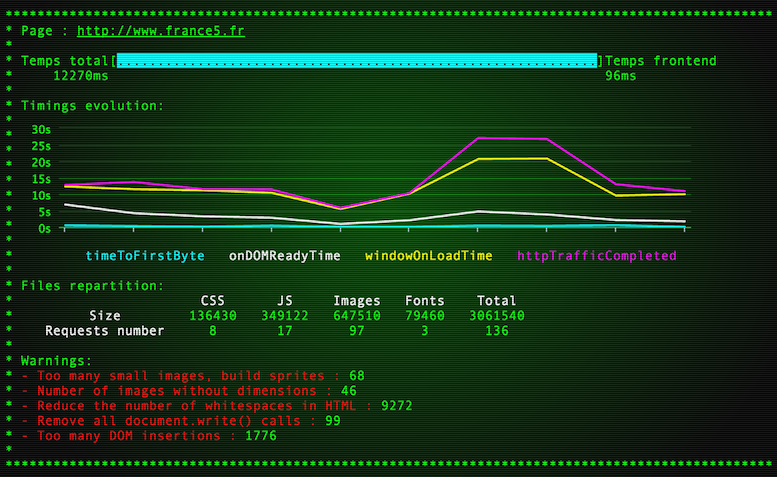 * Page : http://www.france5.fr
* Temps total[ ]Temps frontend
* 12270ms 96ms
* Timings evolution:
* 30s
* 25s
* 20s
* 15s
* 10s
* 5s
* 0s
* timeToFirstByte onDOMReadyTime windowOnLoadTime httpTrafficCompleted
* Files repartition:
* CSS JS Images Fonts Total
* Size 136430 349122 647510 79460 3061540
* Requests number 8 17 97 3 136
* Warnings:
* - Too many small images, build sprites : 68
* - Number of images without dimensions : 46
* - Reduce the number of whitespaces in HTML : 9272
* - Remove all document.write() calls : 99
* - Too many DOM insertions : 1776